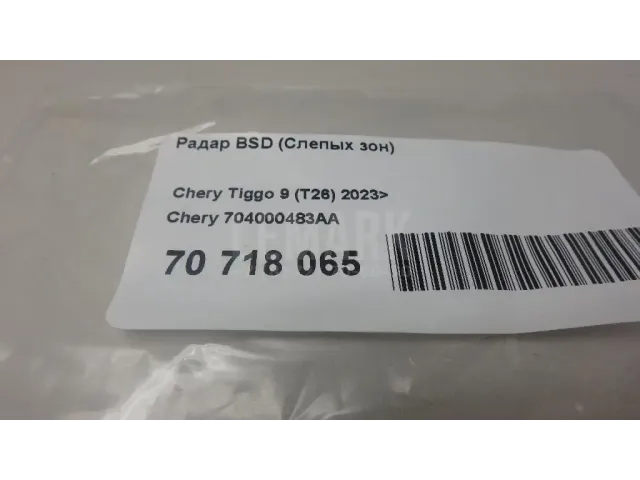 Радар BSD (Слепых зон)
Chery Tiggo 9 (T26) 2023>
Chery 704000483AA
70 718 065